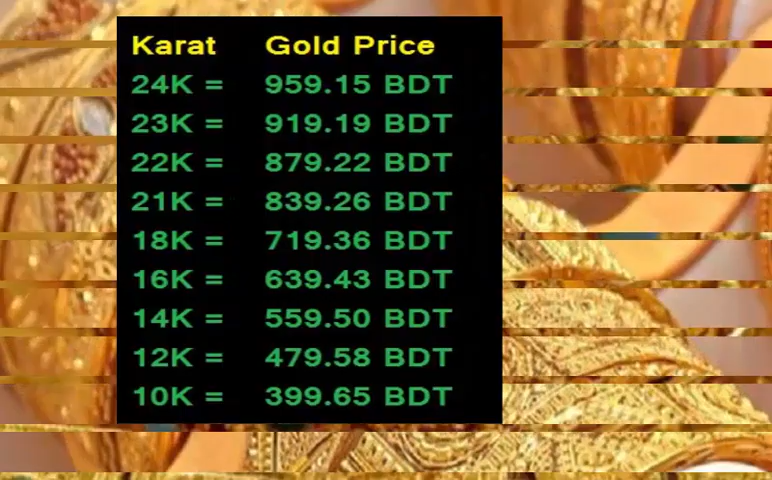 Karat Gold Price
24K = 959.15 BDT
23K = 919.19 BDT
22K = 879.22 BDT
21K = 839.26 BDT
18K = 719.36 BDT
16K = 639.43 BDT
14K = 559.50 BDT
12K = 479.58 BDT
10K = 399.65 BDT